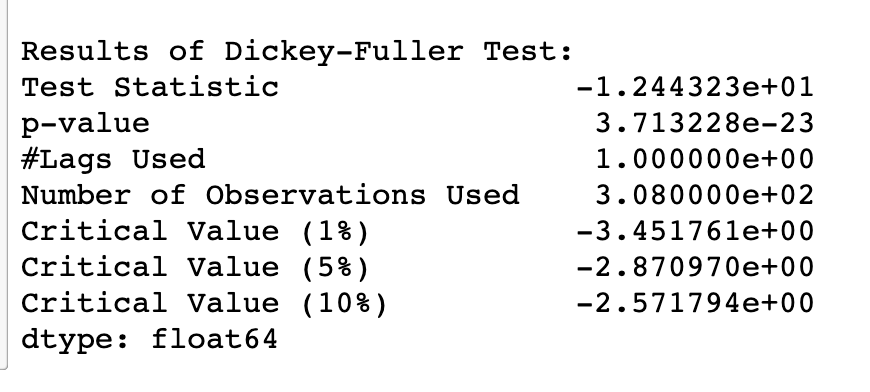 Results of Dickey-Fuller Test:
Test Statistic -1.244323e+01
p-value 3.713228e-23
#Lags Used 1.000000e+00
Number of Observations Used 3.080000e+02
Critical Value (1%) -3.451761e+00
Critical Value (5%) -2.870970e+00
Critical Value (10%) -2.571794e+00
dtype: float64